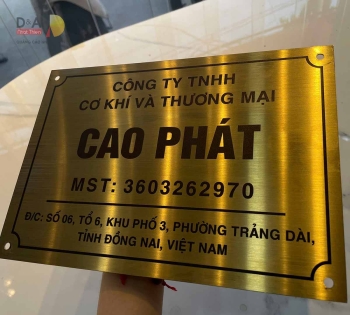 D&A
CÔNG TY TNHH
CƠ KHÍ VÀ THƯƠNG MẠI
CAO PHÁT
MST: 3603262970
Đ/C: SỐ 06, TỔ 6, KHU PHỐ 3, PHƯỜNG TRẢNG DÀI,
TỈNH ĐỒNG NAI, VIỆT NAM